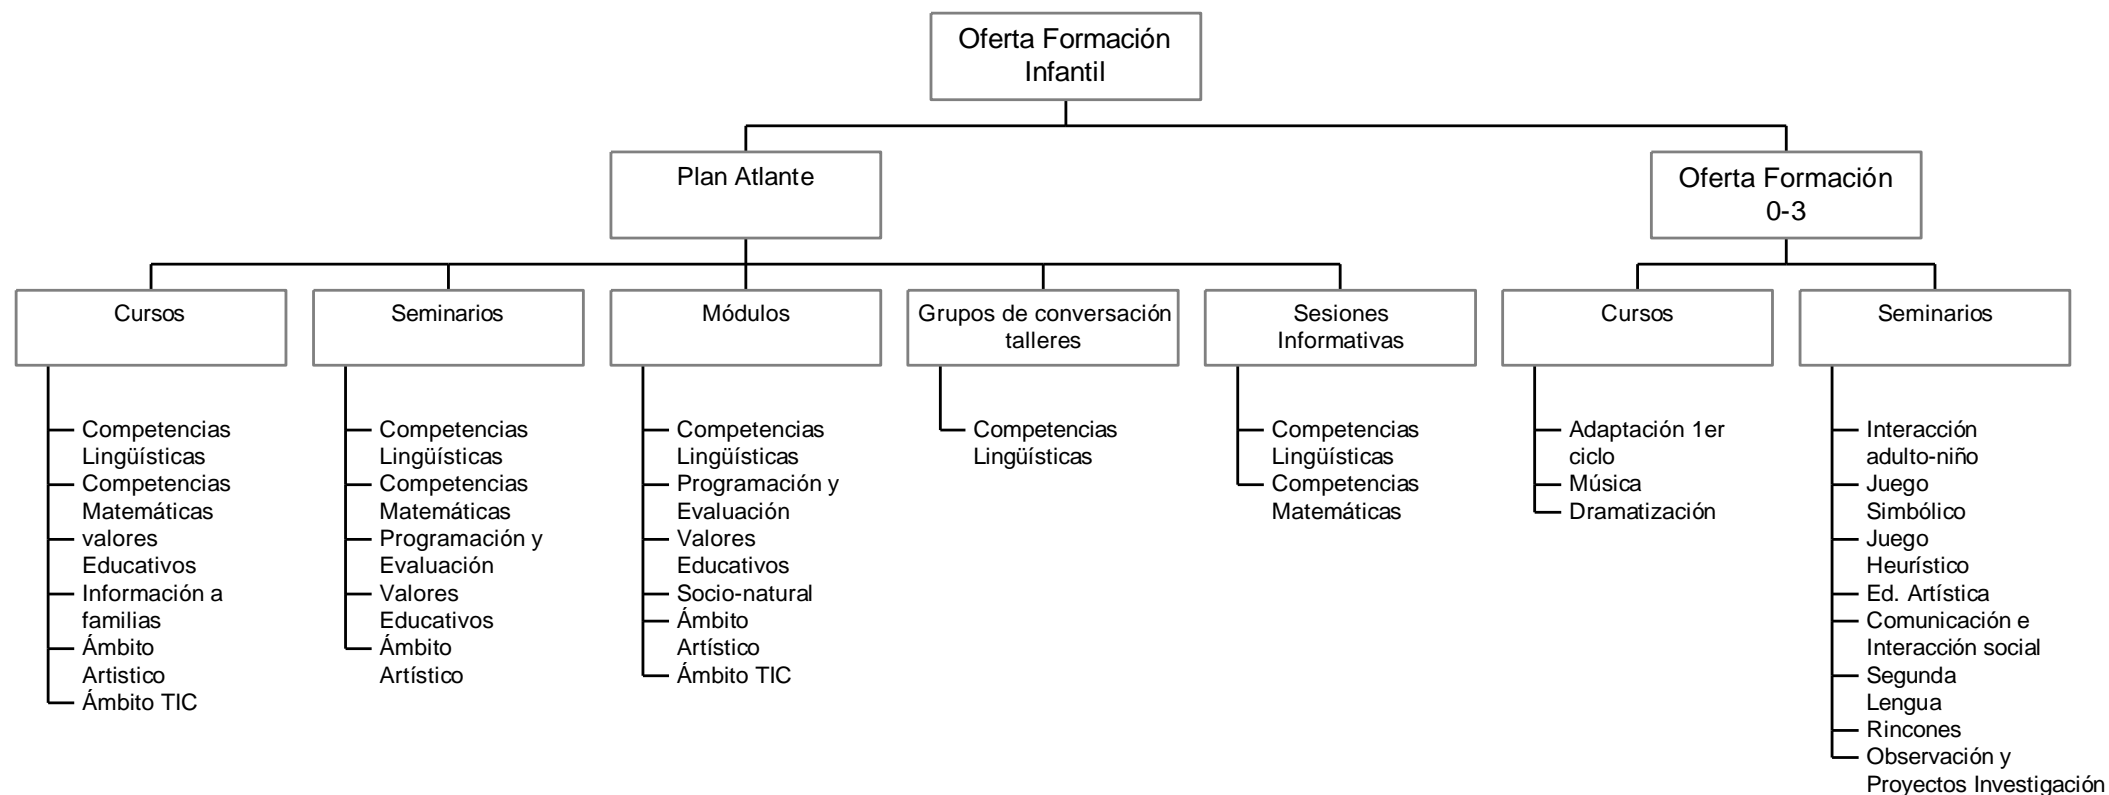 Oferta Formación
Infantil
Plan Atlante
Oferta Formación
0-3
Cursos
Seminarios
Módulos
Grupos de conversación
talleres
Sesiones
Informativas
Cursos
Seminarios
Competencias
Lingüísticas
Competencias
Matemáticas
valores
Educativos
Información a
familias
Ámbito
Artistico
Ámbito TIC
Competencias
Lingüísticas
Competencias
Matemáticas
Programación y
Evaluación
Valores
Educativos
Ámbito
Artístico
Competencias
Lingüísticas
Programación y
Evaluación
Valores
Educativos
Socio-natural
Ámbito
Artístico
Ámbito TIC
Competencias
Lingüísticas
Competencias
Lingüísticas
Competencias
Matemáticas
Adaptación 1er
ciclo
Música
Dramatización
Interacción
adulto-niño
Juego
Simbólico
Juego
Heurístico
Ed. Artística
Comunicación e
Interacción social
Segunda
Lengua
Rincones
Observación y
Proyectos Investigación